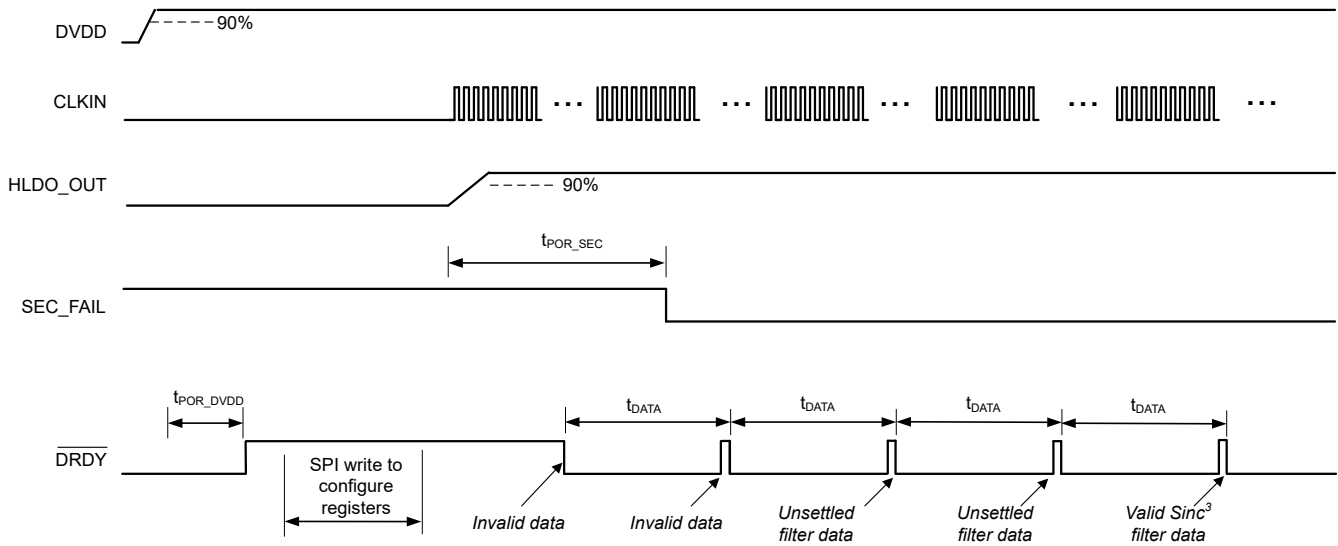 DVDD
90%
CLKIN
... ... ... ... ...
HLDO_OUT
90%
tPOR_SEC
SEC_FAIL
tPOR_DVDD
tDATA
tDATA
tDATA
tDATA
DRDY
SPI write to
configure
registers
Invalid data
Invalid data
Unsettled
filter data
Unsettled
filter data
Valid Sinc³
filter data